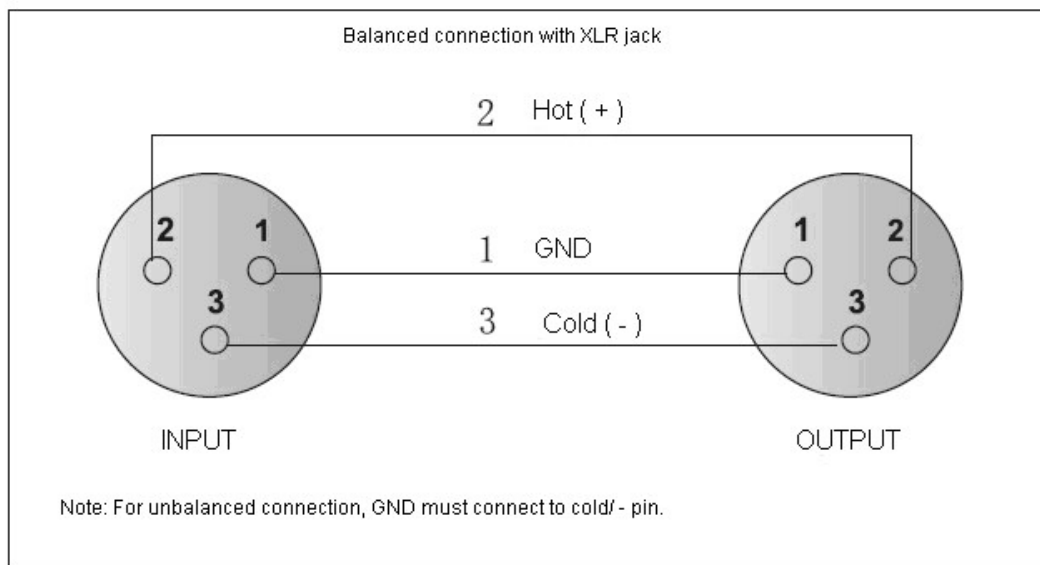 Balanced connection with XLR jack
2 Hot ( + )
2 1
1 GND
1 2
3
3 Cold ( - )
3
INPUT
OUTPUT
Note: For unbalanced connection, GND must connect to cold/ - pin.